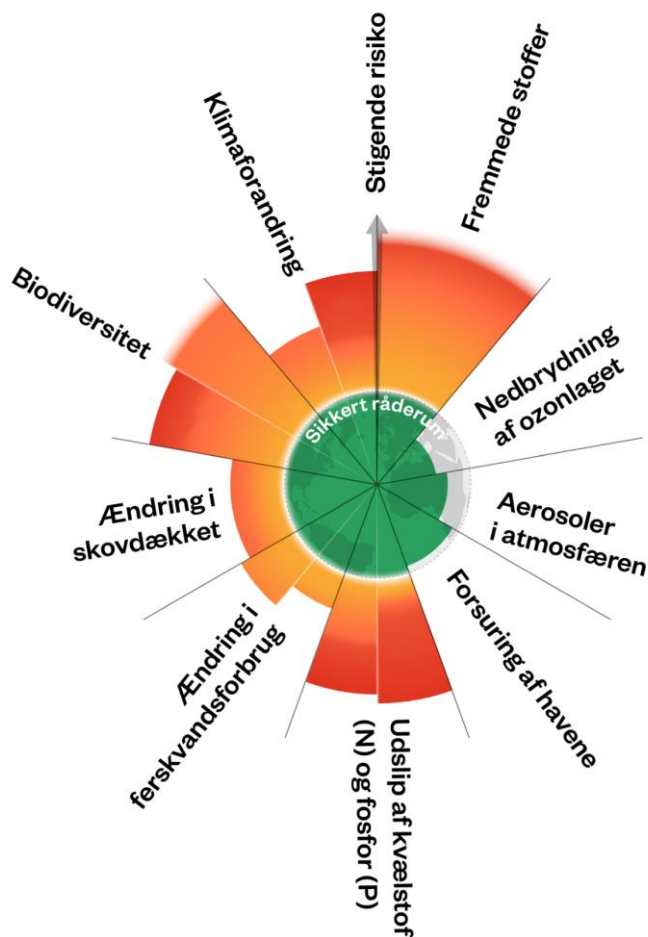 Stigende risiko
Fremmede stoffer
Nedbrydning
af ozonlaget
Aerosoler
i atmosfæren
Forsuring af havene
Udslip af kvælstof
(N) og fosfor (P)
Ændring i
ferskvandsforbrug
Ændring i
skovdækket
Biodiversitet
Klimaforandring
Sikkert råderum